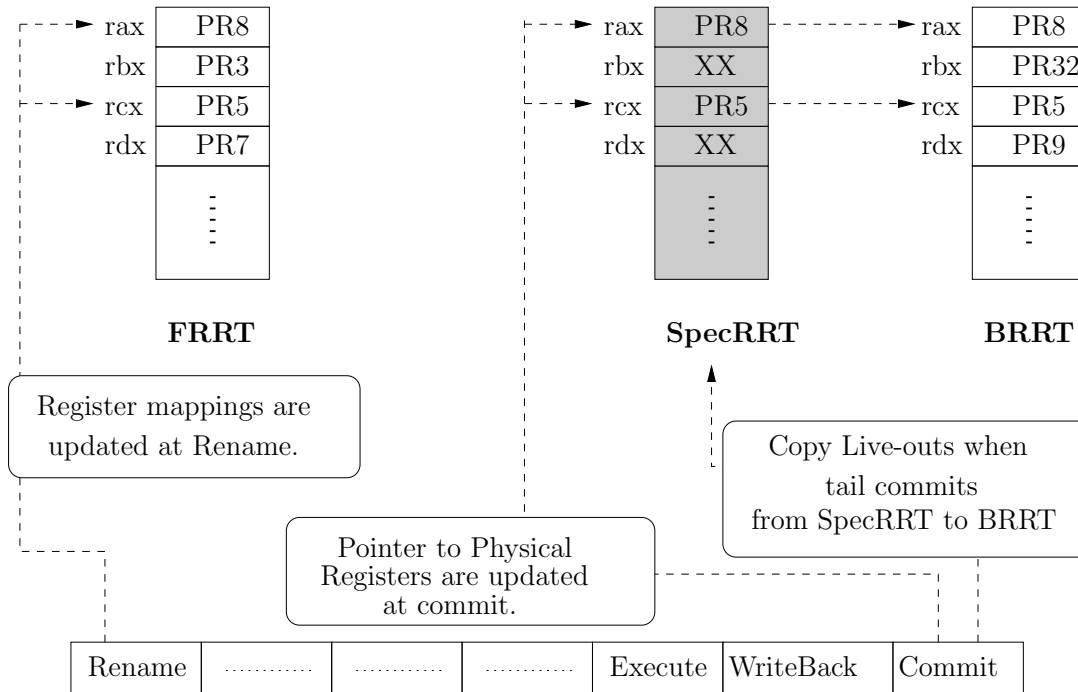 rax PR8
rbx PR3
rcx PR5
rdx PR7
FRRT
rax PR8
rbx XX
rcx PR5
rdx XX
SpecRRT
rax PR8
rbx PR32
rcx PR5
rdx PR9
BRRT
Register mappings are
updated at Rename.
Copy Live-outs when
tail commits
from SpecRRT to BRRT
Pointer to Physical
Registers are updated
at commit.
Rename Execute WriteBack Commit